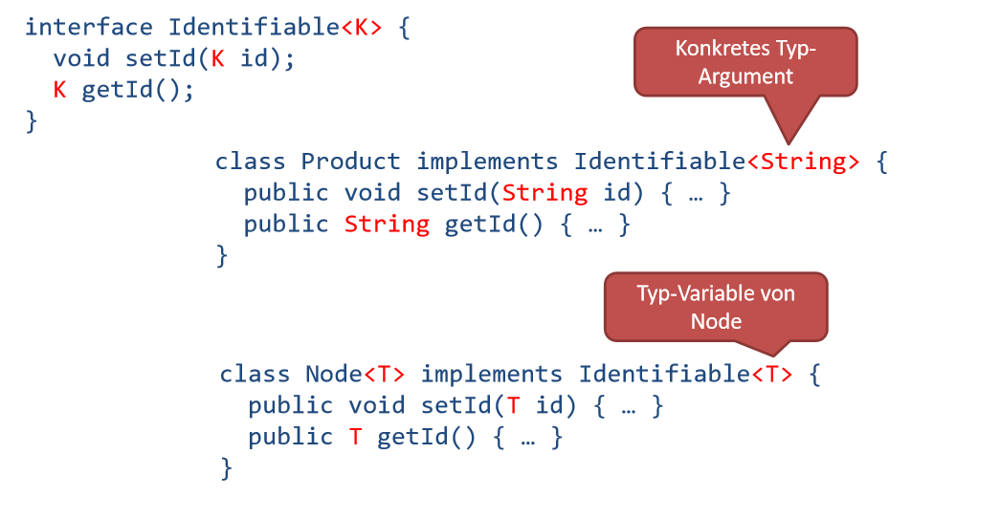 interface Identifiable<K> {
  void setId(K id);
  K getId();
}
Konkretes Typ-
Argument
class Product implements Identifiable<String> {
  public void setId(String id) { … }
  public String getId() { … }
}
Typ-Variable von
Node
class Node<T> implements Identifiable<T> {
  public void setId(T id) { … }
  public T getId() { … }
}